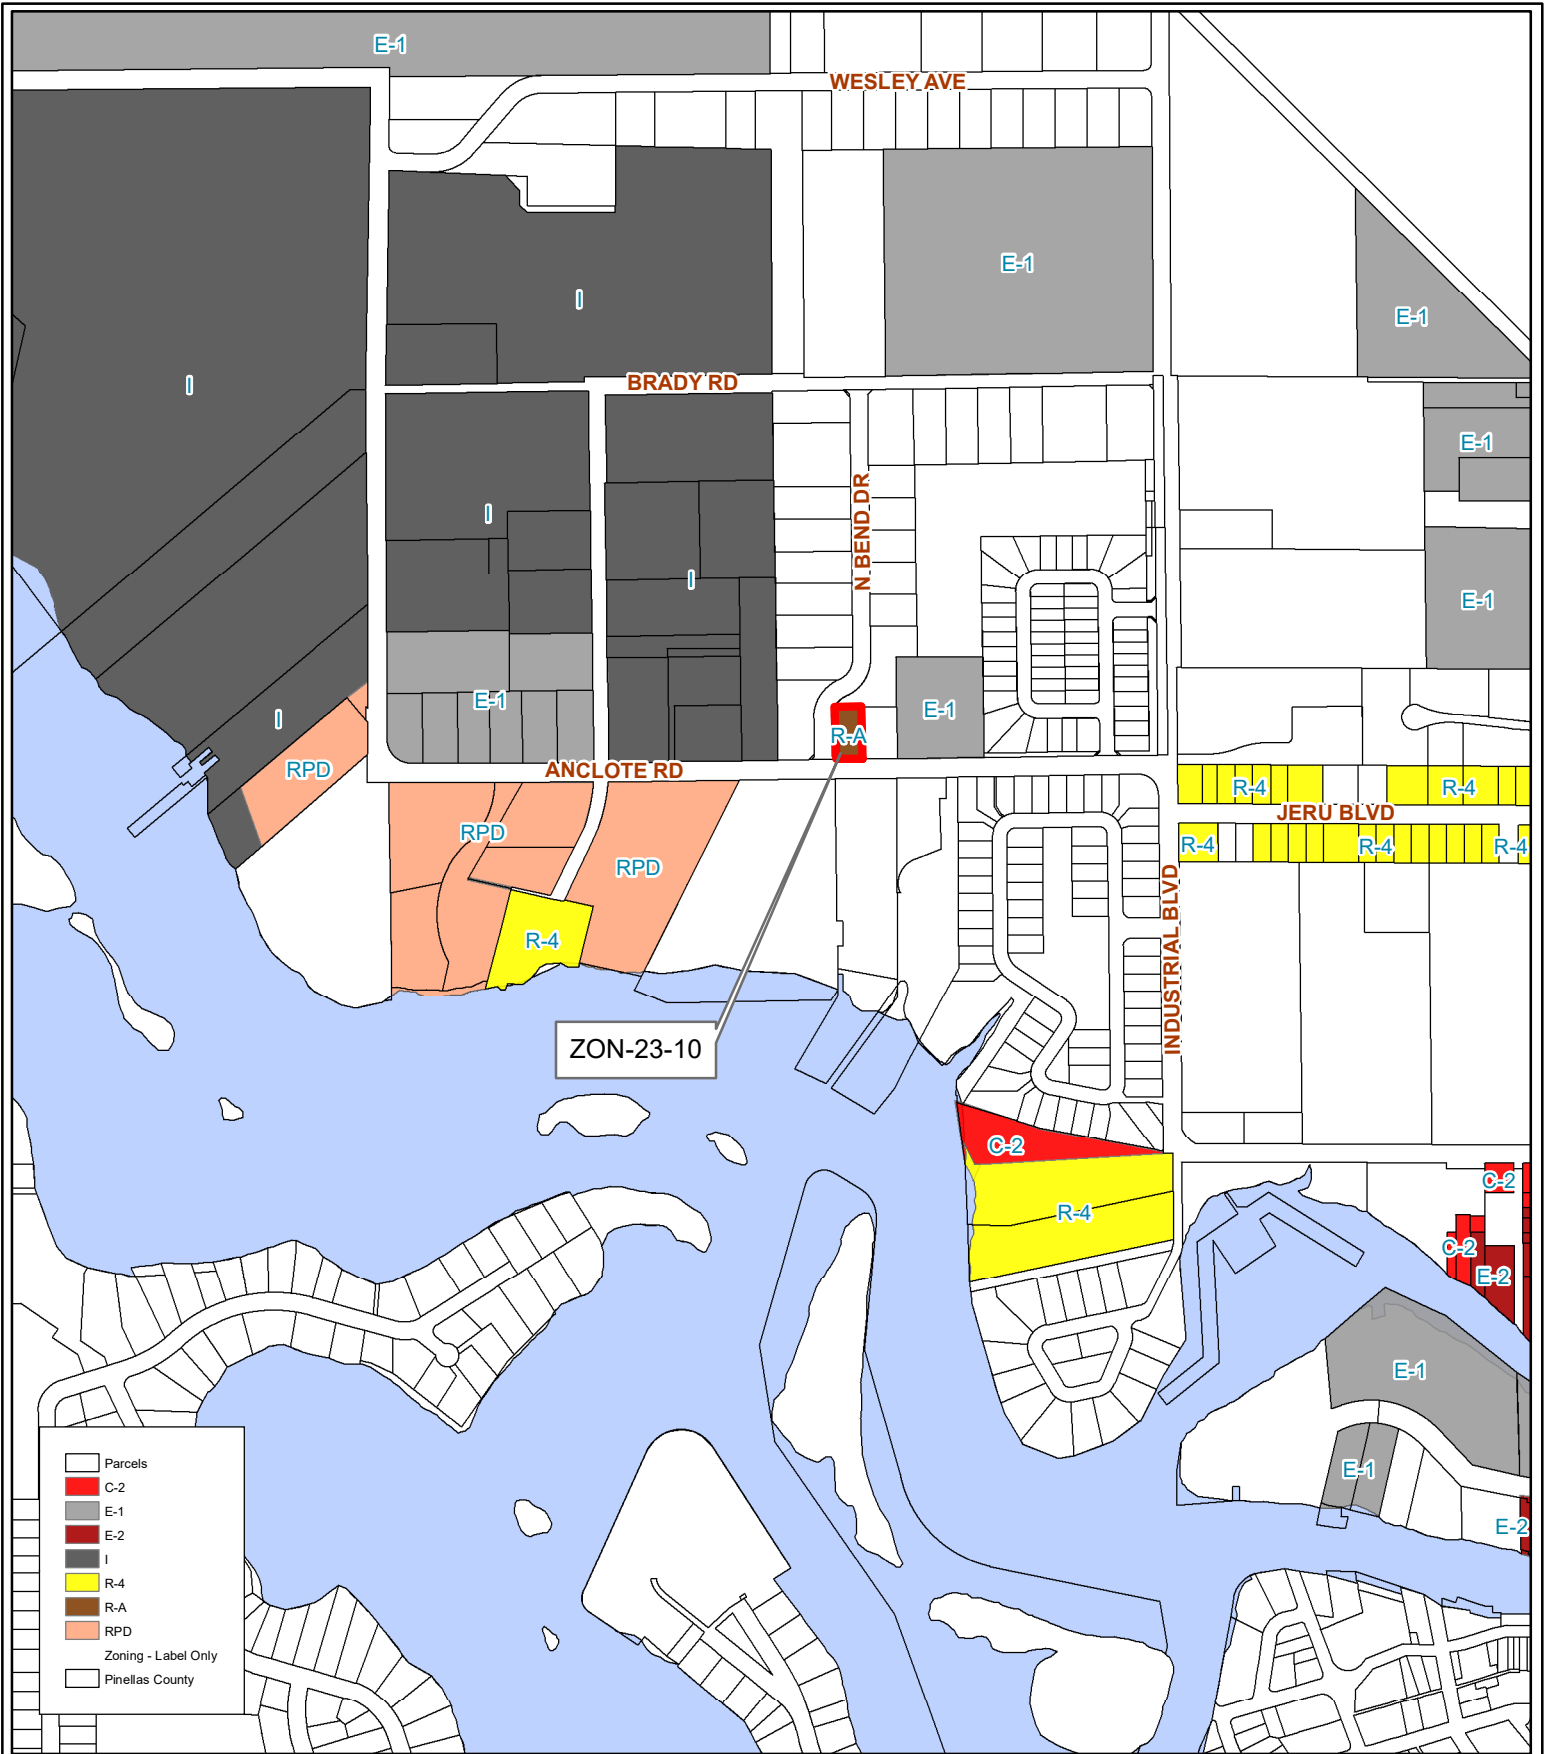 E-1
WESLEY AVE
E-1
I
E-1
I
BRADY RD
E-1
N BEND DR
I
I
E-1
E-1
E-1
I
R-A
RPD
ANCLOTE RD
R-4
R-4
JERU BLVD
RPD
R-4
R-4
R-4
RPD
INDUSTRIAL BLVD
R-4
ZON-23-10
C-2
C-2
R-4
C-2
E-2
E-1
E-1
E-2
Parcels
C-2
E-1
E-2
I
R-4
R-A
RPD
Zoning - Label Only
Pinellas County